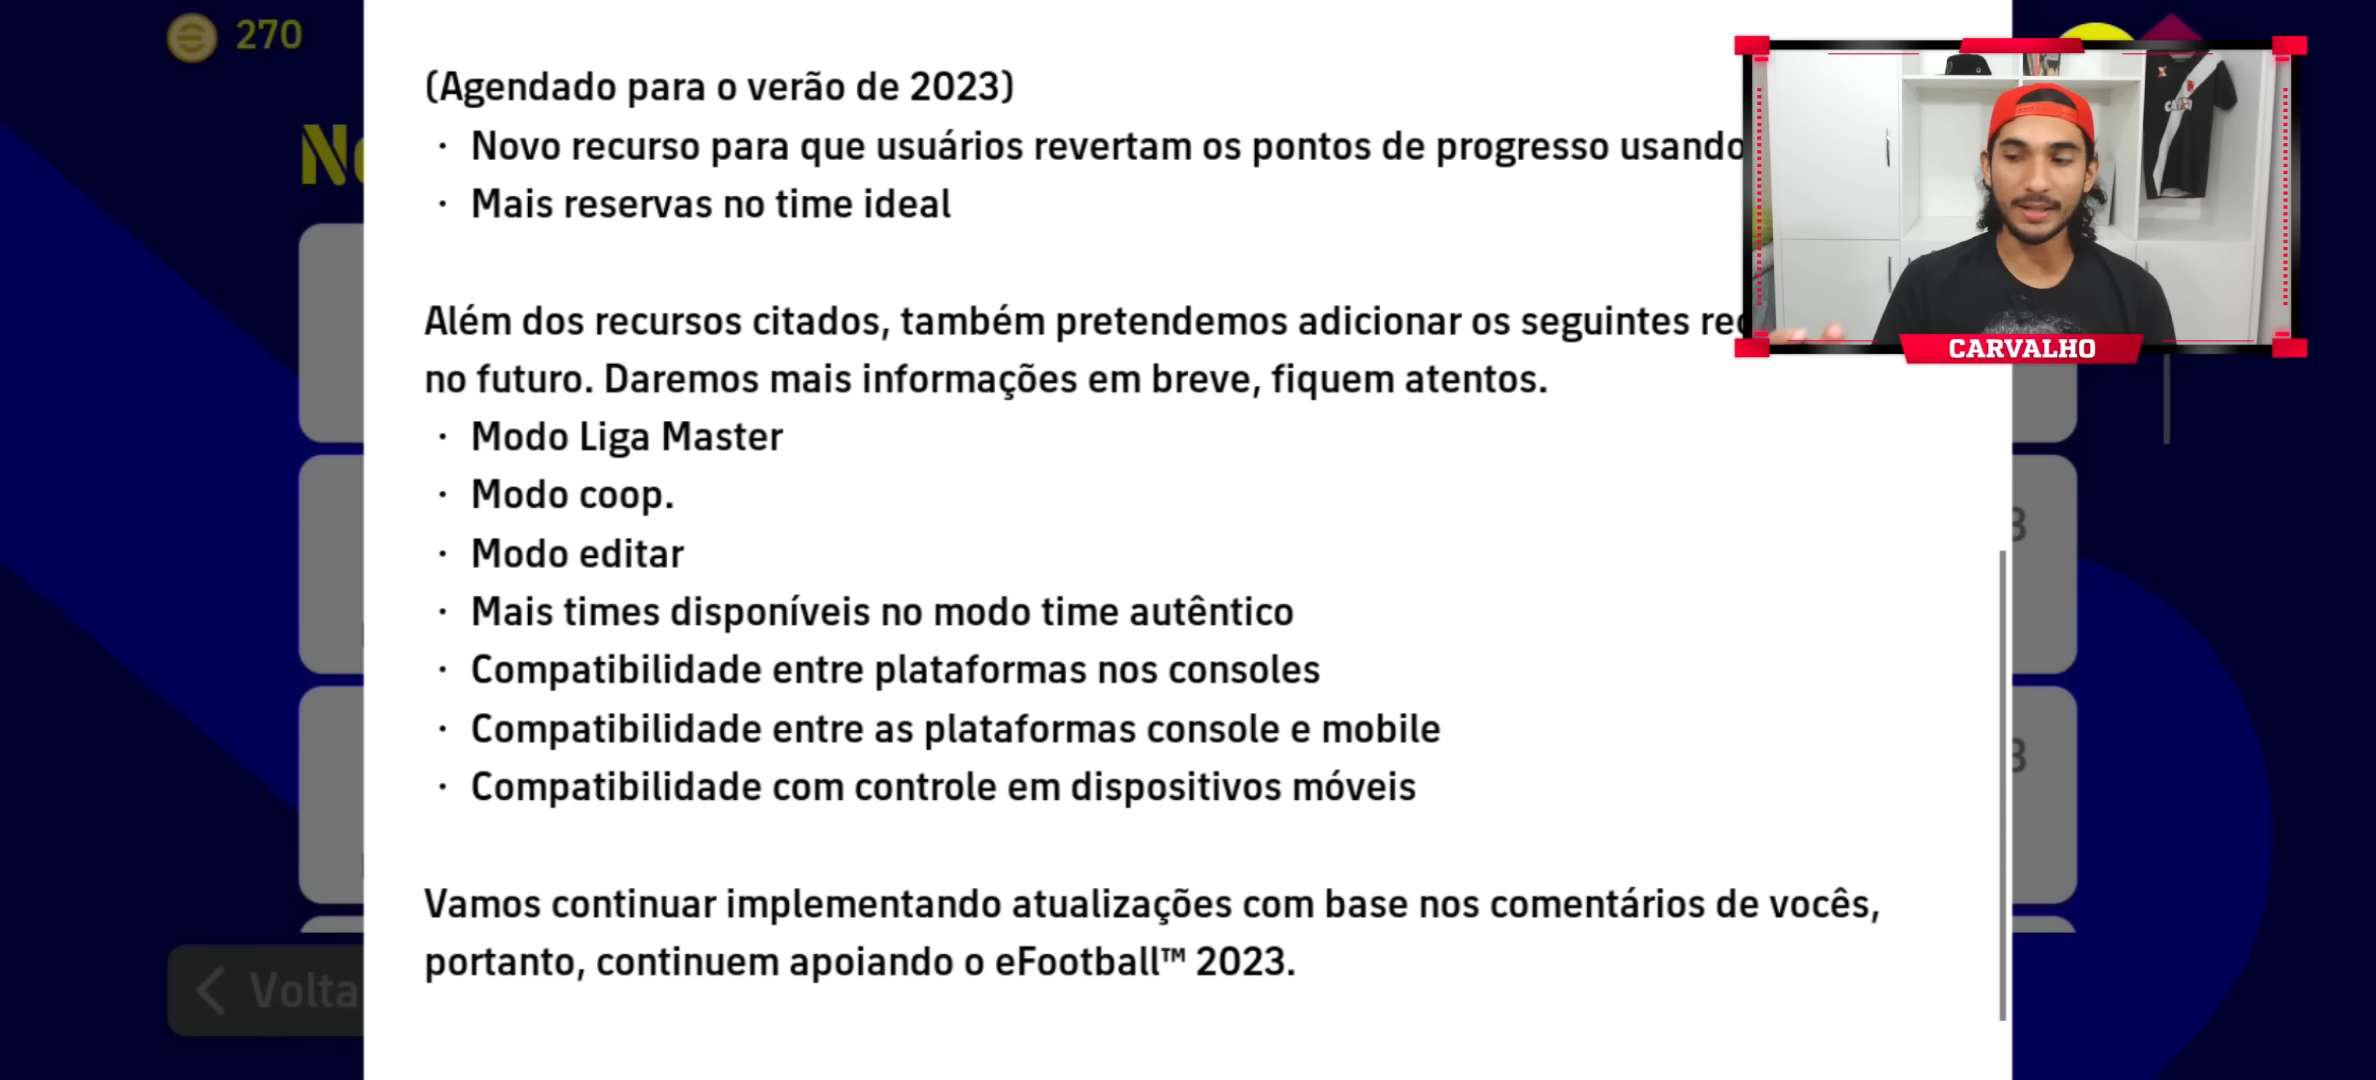 270
(Agendado para o verão de 2023)
· Novo recurso para que usuários revertam os pontos de progresso usando
· Mais reservas no time ideal
Além dos recursos citados, também pretendemos adicionar os seguintes
no futuro. Daremos mais informações em breve, fiquem atentos.
· Modo Liga Master
· Modo coop.
· Modo editar
· Mais times disponíveis no modo time autêntico
· Compatibilidade entre plataformas nos consoles
· Compatibilidade entre as plataformas console e mobile
· Compatibilidade com controle em dispositivos móveis
Vamos continuar implementando atualizações com base nos comentários de vocês,
portanto, continuem apoiando o eFootball™ 2023.
Volta
CARVALHO